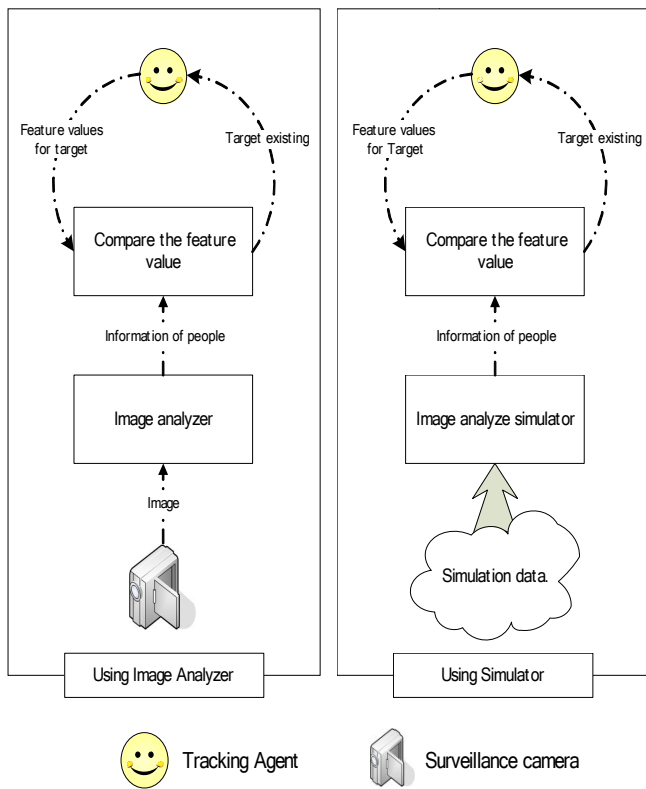 Feature values
for target
Target existing
Compare the feature
value
Information of people
Image analyzer
Image
Using Image Analyzer
Feature values
for Target
Target existing
Compare the feature
value
Information of people
Image analyze simulator
Simulation data.
Using Simulator
Tracking Agent
Surveillance camera